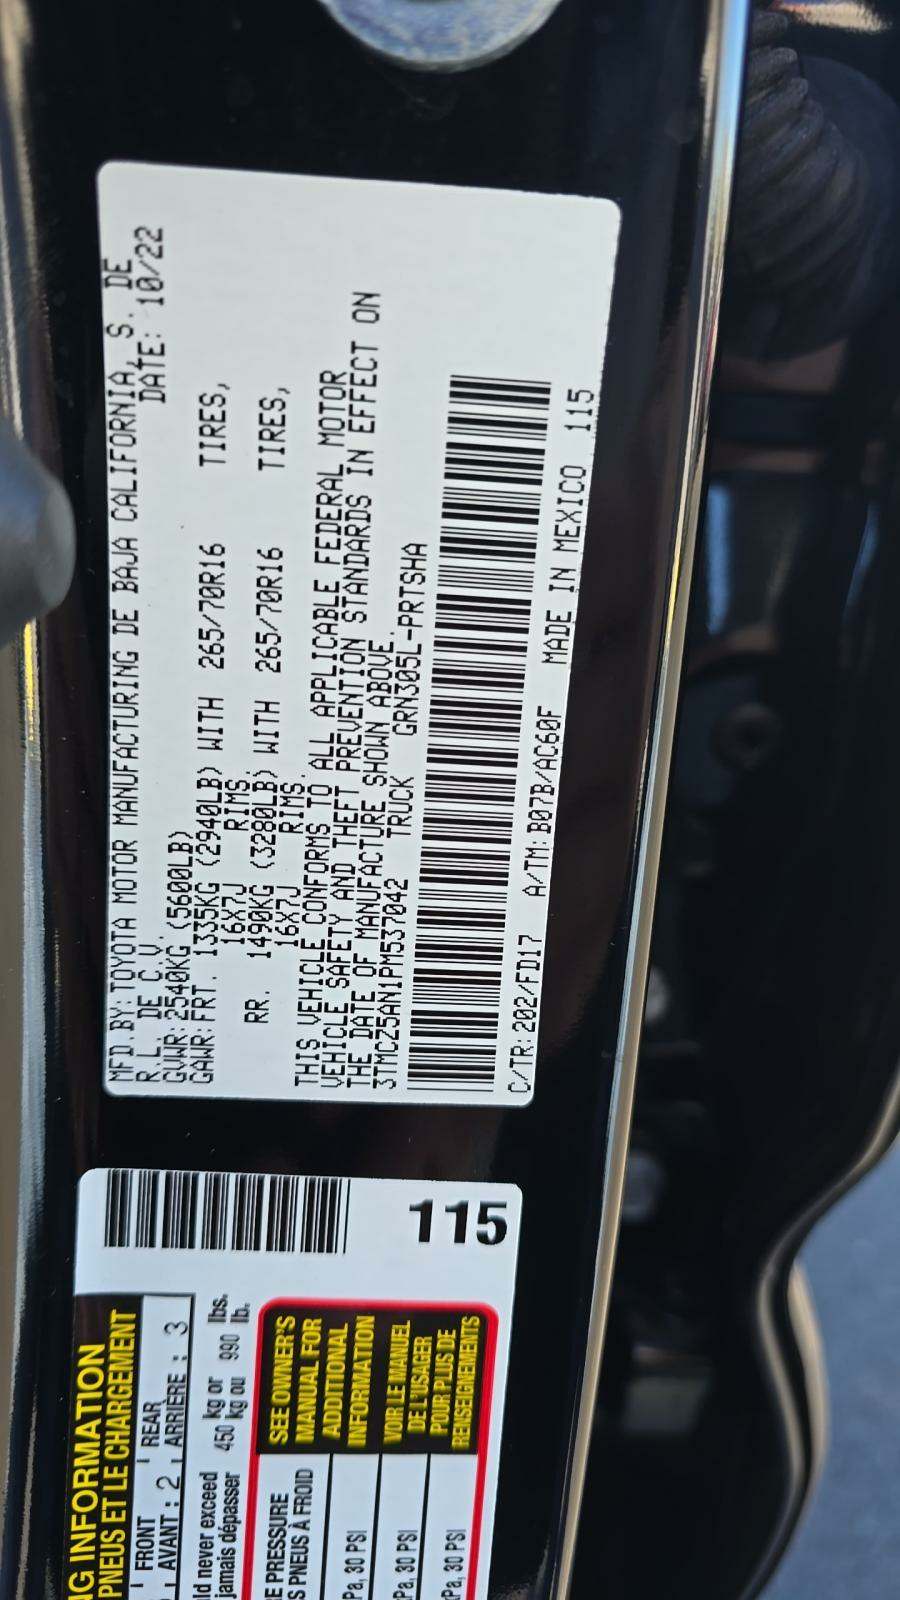 MFD.BY:TOYOTA MOTOR MANUFACTURING DE BAJA CALIFORNIA, S. DE
R.L. DE C.V. DATE: 10/22
GVWR:2540KG (5600LB)
GAWR:FRT. 1335KG (2940LB) WITH 265/70R16 TIRES,
16X7J RIMS.
RR. 1490KG (3280LB) WITH 265/70R16 TIRES,
16X7J RIMS.
THIS VEHICLE CONFORMS TO ALL APPLICABLE FEDERAL MOTOR
VEHICLE SAFETY AND THEFT PREVENTION STANDARDS IN EFFECT ON
THE DATE OF MANUFACTURE SHOWN ABOVE.
3TMCZ5AN1PM537042 TRUCK GRN305L-PRTSHA
C/TR:202/FD17 A/TM:B07B/AC60F MADE IN MEXICO 115
115
INFORMATION
PNEUS ET LE CHARGEMENT
FRONT REAR
AVANT : 2 ARRIÈRE : 3
never exceed 450 kg or 990 lbs.
jamais dépasser 450 kg ou 990 lb.
PRESSURE
PNEUS À FROID
30 PSI
30 PSI
30 PSI
SEE OWNER'S
MANUAL FOR
ADDITIONAL
INFORMATION
VOIR LE MANUEL
DE L'USAGER
POUR PLUS DE
RENSEIGNEMENTS